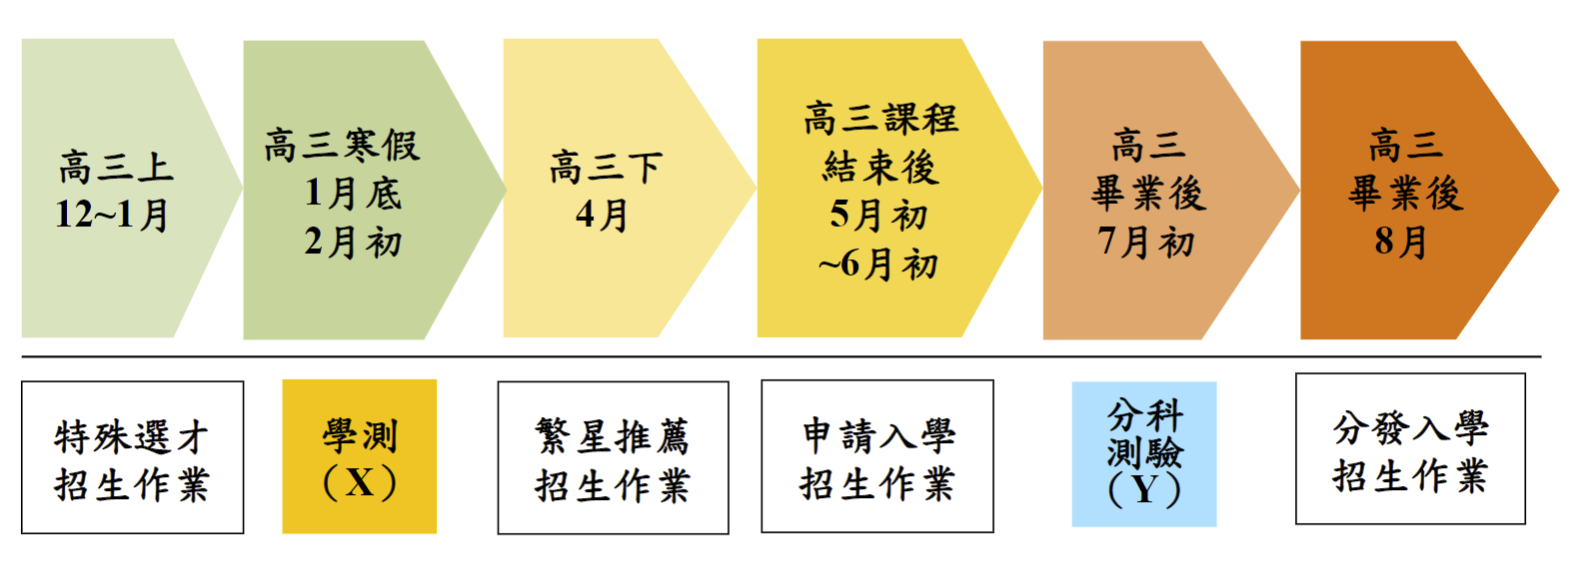 高三上
12~1月
高三寒假
1月底
2月初
高三下
4月
高三課程
結束後
5月初
~6月初
高三
畢業後
7月初
高三
畢業後
8月
特殊選才
招生作業
學測
（X）
繁星推薦
招生作業
申請入學
招生作業
分科
測驗
（Y）
分發入學
招生作業